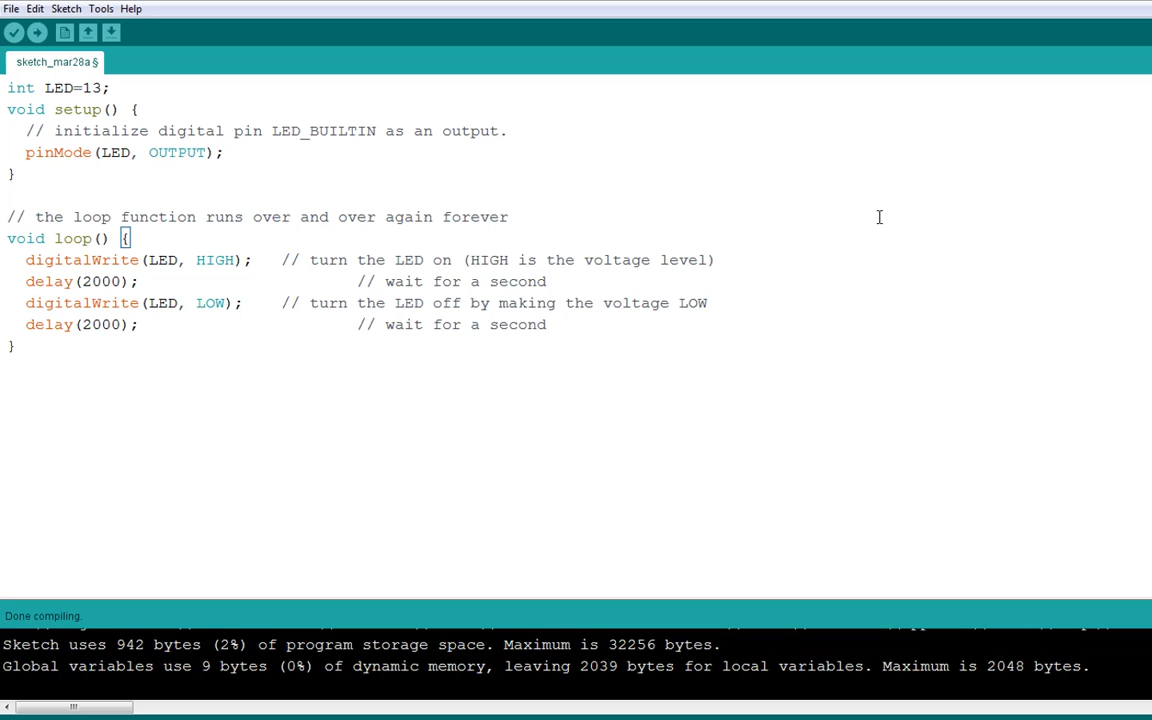 File Edit Sketch Tools Help
sketch_mar28a §
int LED=13;
void setup() {
  // initialize digital pin LED_BUILTIN as an output.
  pinMode(LED, OUTPUT);
}
// the loop function runs over and over again forever
void loop() {
  digitalWrite(LED, HIGH);   // turn the LED on (HIGH is the voltage level)
  delay(2000);                       // wait for a second
  digitalWrite(LED, LOW);    // turn the LED off by making the voltage LOW
  delay(2000);                       // wait for a second
}
Done compiling.
Sketch uses 942 bytes (2%) of program storage space. Maximum is 32256 bytes.
Global variables use 9 bytes (0%) of dynamic memory, leaving 2039 bytes for local variables. Maximum is 2048 bytes.